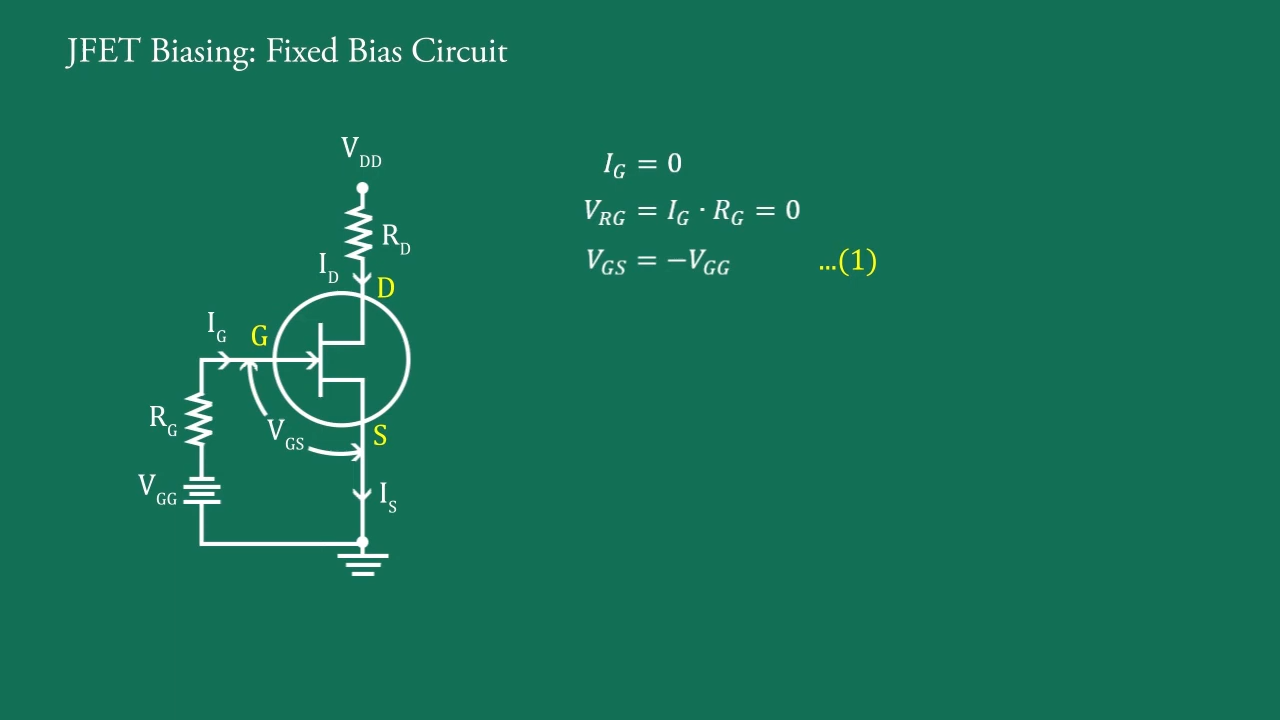 JFET Biasing: Fixed Bias Circuit
V_DD
R_D
I_D
D
I_G
G
R_G
V_GS
S
V_GG
I_S
I_G = 0
V_RG = I_G · R_G = 0
V_GS = −V_GG ...(1)